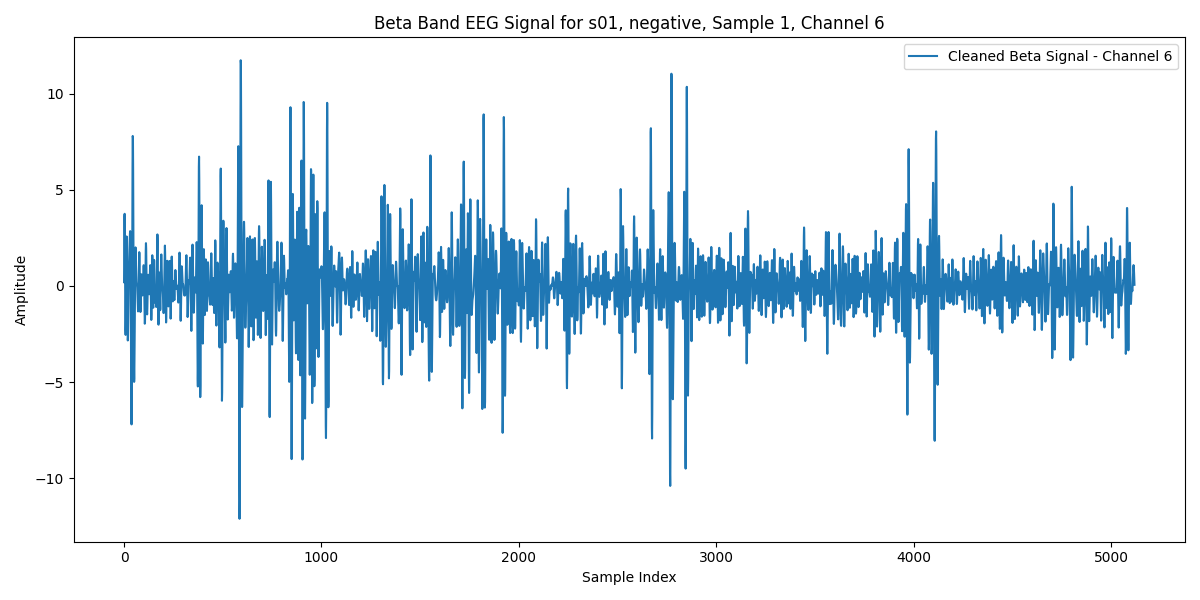 Beta Band EEG Signal for s01, negative, Sample 1, Channel 6
Cleaned Beta Signal - Channel 6
10
5
0
−5
−10
Amplitude
0 1000 2000 3000 4000 5000
Sample Index